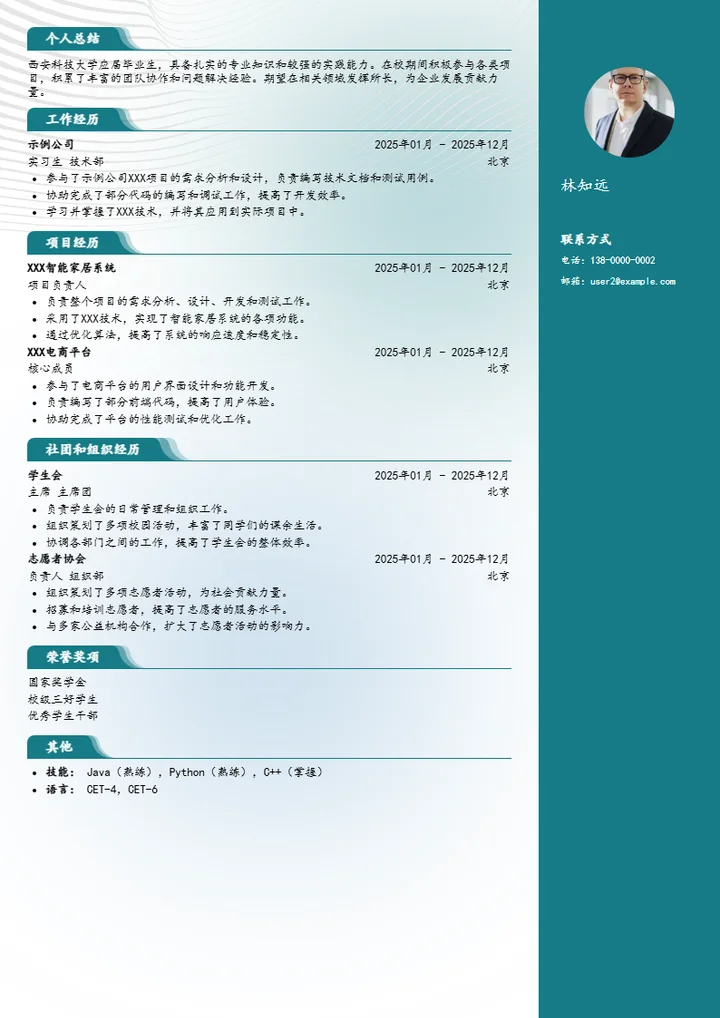 个人总结
西安科技大学应届毕业生，具备扎实的专业知识和较强的实践能力。在校期间积极参与各类项
目，积累了丰富的团队协作和问题解决经验。期望在相关领域发挥所长，为企业发展贡献力
量。
工作经历
示例公司 2025年01月 - 2025年12月
实习生 技术部 北京
• 参与了示例公司XXX项目的需求分析和设计，负责编写技术文档和测试用例。
• 协助完成了部分代码的编写和调试工作，提高了开发效率。
• 学习并掌握了XXX技术，并将其应用到实际项目中。
项目经历
XXX智能家居系统 2025年01月 - 2025年12月
项目负责人 北京
• 负责整个项目的需求分析、设计、开发和测试工作。
• 采用了XXX技术，实现了智能家居系统的各项功能。
• 通过优化算法，提高了系统的响应速度和稳定性。
XXX电商平台 2025年01月 - 2025年12月
核心成员 北京
• 参与了电商平台的用户界面设计和功能开发。
• 负责编写了部分前端代码，提高了用户体验。
• 协助完成了平台的性能测试和优化工作。
社团和组织经历
学生会 2025年01月 - 2025年12月
主席 主席团 北京
• 负责学生会的日常管理和组织工作。
• 组织策划了多项校园活动，丰富了同学们的课余生活。
• 协调各部门之间的工作，提高了学生会的整体效率。
志愿者协会 2025年01月 - 2025年12月
负责人 组织部 北京
• 组织策划了多项志愿者活动，为社会贡献力量。
• 招募和培训志愿者，提高了志愿者的服务水平。
• 与多家公益机构合作，扩大了志愿者活动的影响力。
荣誉奖项
国家奖学金
校级三好学生
优秀学生干部
其他
• 技能： Java（熟练），Python（熟练），C++（掌握）
• 语言： CET-4，CET-6
林知远
联系方式
电话：138-0000-0002
邮箱：user2@example.com